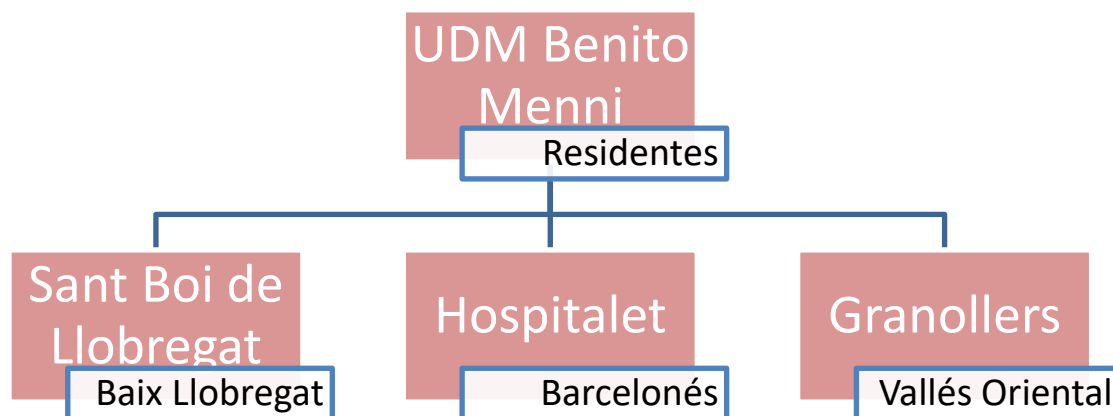 UDM Benito
Menni
Residentes
Sant Boi de
Llobregat
Baix Llobregat
Hospitalet
Barcelonés
Granollers
Vallés Oriental